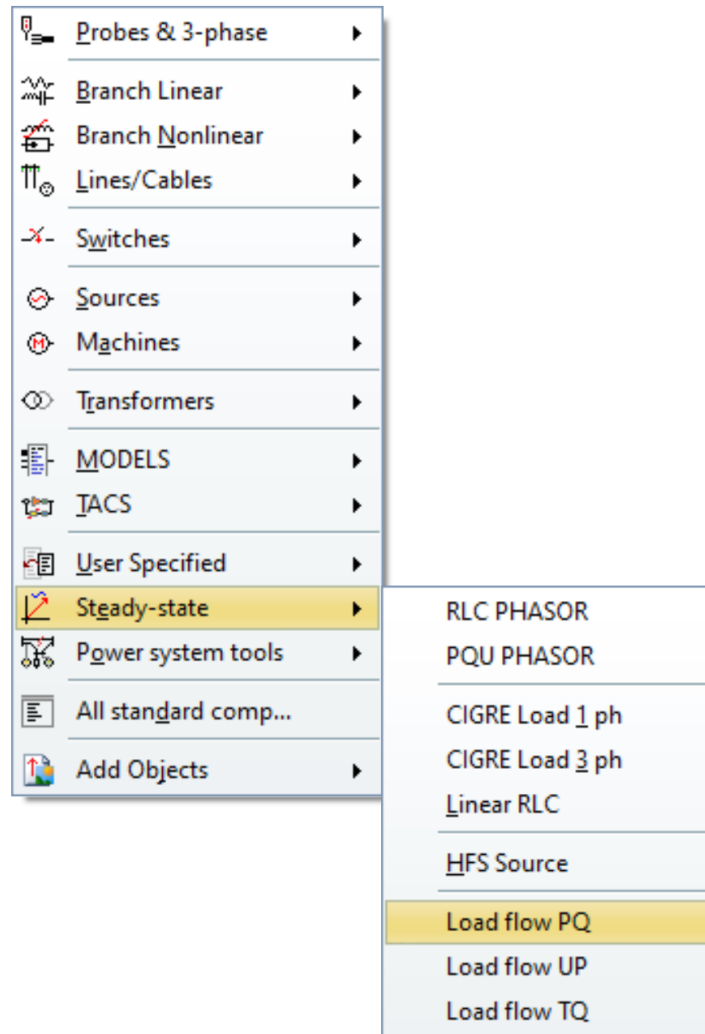 Probes & 3-phase
Branch Linear
Branch Nonlinear
Lines/Cables
Switches
Sources
Machines
Transformers
MODELS
TACS
User Specified
Steady-state
Power system tools
All standard comp...
Add Objects
RLC PHASOR
PQU PHASOR
CIGRE Load 1 ph
CIGRE Load 3 ph
Linear RLC
HFS Source
Load flow PQ
Load flow UP
Load flow TQ